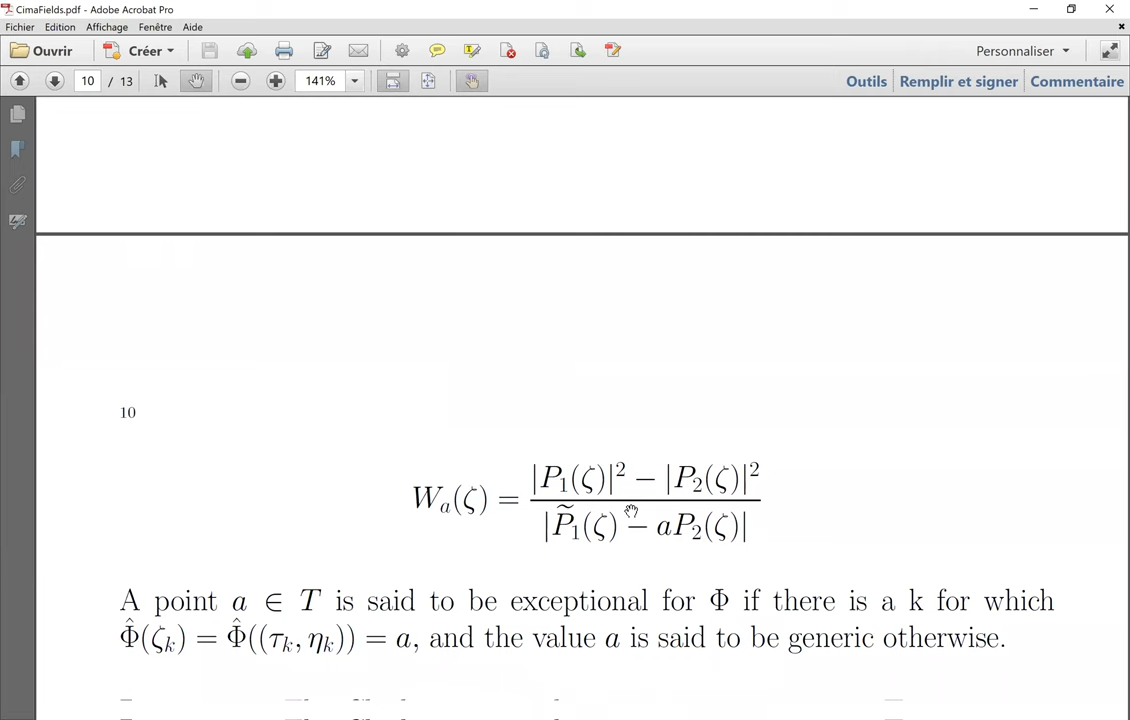 CimaFields.pdf - Adobe Acrobat Pro
Fichier Edition Affichage Fenêtre Aide
Ouvrir Créer Personnaliser
10 / 13 141% Outils Remplir et signer Commentaire
10
W_a(ζ) = (|P_1(ζ)|^2 − |P_2(ζ)|^2) / |P̃_1(ζ) − aP_2(ζ)|
A point a ∈ T is said to be exceptional for Φ if there is a k for which
Φ̂(ζ_k) = Φ̂((τ_k, η_k)) = a, and the value a is said to be generic otherwise.